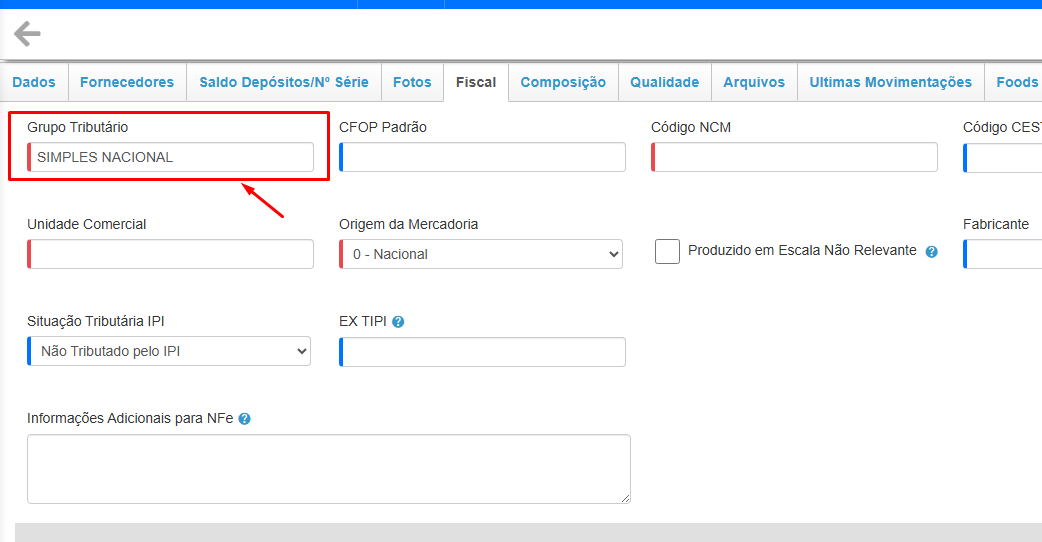 Dados Fornecedores Saldo Depósitos/Nº Série Fotos Fiscal Composição Qualidade Arquivos Ultimas Movimentações Foods
Grupo Tributário CFOP Padrão Código NCM Código CEST
SIMPLES NACIONAL
Unidade Comercial Origem da Mercadoria Fabricante
0 - Nacional Produzido em Escala Não Relevante ?
Situação Tributária IPI EX TIPI ?
Não Tributado pelo IPI
Informações Adicionais para NFe ?